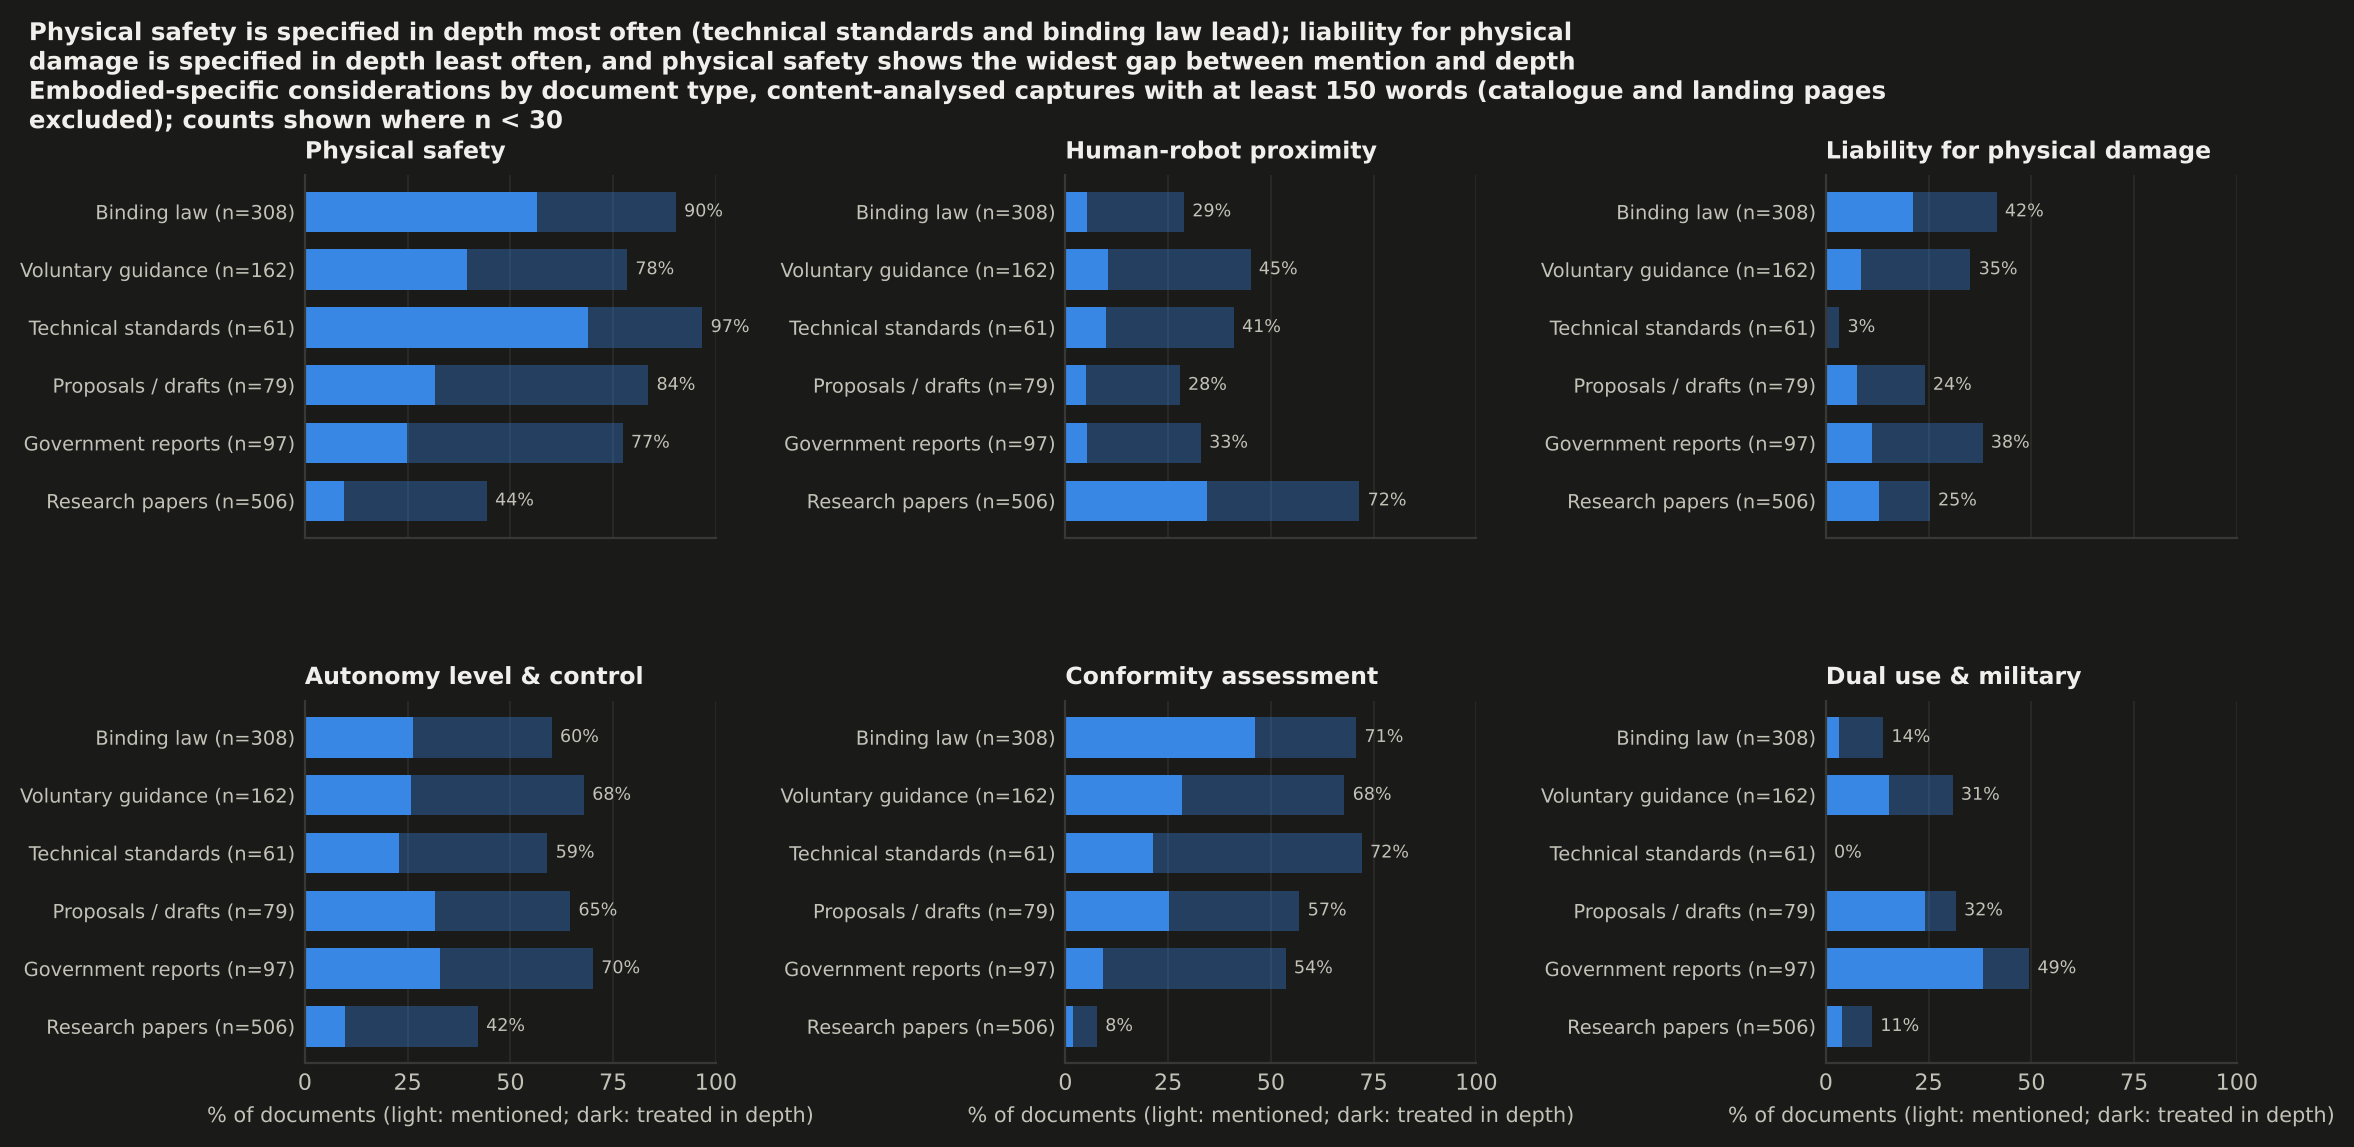 Physical safety is specified in depth most often (technical standards and binding law lead); liability for physical
damage is specified in depth least often, and physical safety shows the widest gap between mention and depth
Embodied-specific considerations by document type, content-analysed captures with at least 150 words (catalogue and landing pages
excluded); counts shown where n < 30
Physical safety
Binding law (n=308) 90%
Voluntary guidance (n=162) 78%
Technical standards (n=61) 97%
Proposals / drafts (n=79) 84%
Government reports (n=97) 77%
Research papers (n=506) 44%
Human-robot proximity
Binding law (n=308) 29%
Voluntary guidance (n=162) 45%
Technical standards (n=61) 41%
Proposals / drafts (n=79) 28%
Government reports (n=97) 33%
Research papers (n=506) 72%
Liability for physical damage
Binding law (n=308) 42%
Voluntary guidance (n=162) 35%
Technical standards (n=61) 3%
Proposals / drafts (n=79) 24%
Government reports (n=97) 38%
Research papers (n=506) 25%
Autonomy level & control
Binding law (n=308) 60%
Voluntary guidance (n=162) 68%
Technical standards (n=61) 59%
Proposals / drafts (n=79) 65%
Government reports (n=97) 70%
Research papers (n=506) 42%
0 25 50 75 100
% of documents (light: mentioned; dark: treated in depth)
Conformity assessment
Binding law (n=308) 71%
Voluntary guidance (n=162) 68%
Technical standards (n=61) 72%
Proposals / drafts (n=79) 57%
Government reports (n=97) 54%
Research papers (n=506) 8%
0 25 50 75 100
% of documents (light: mentioned; dark: treated in depth)
Dual use & military
Binding law (n=308) 14%
Voluntary guidance (n=162) 31%
Technical standards (n=61) 0%
Proposals / drafts (n=79) 32%
Government reports (n=97) 49%
Research papers (n=506) 11%
0 25 50 75 100
% of documents (light: mentioned; dark: treated in depth)